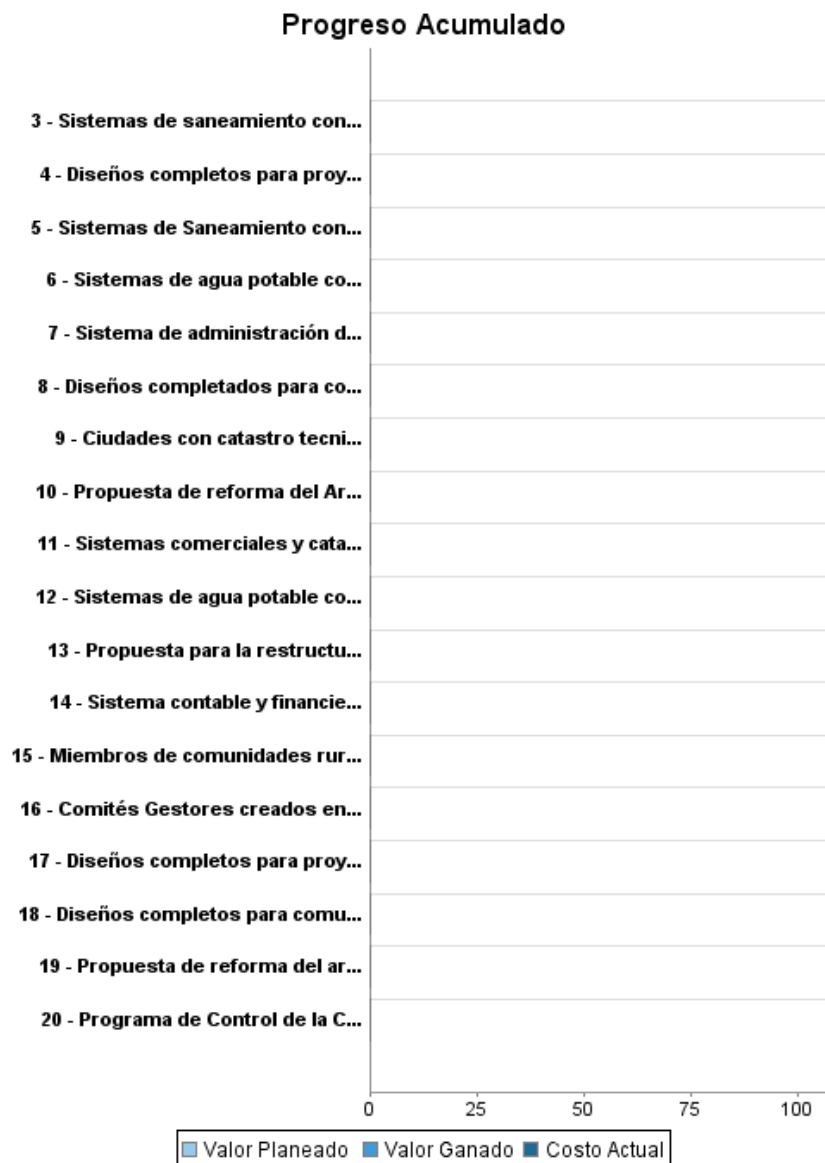 Progreso Acumulado
3 - Sistemas de saneamiento con...
4 - Diseños completos para proy...
5 - Sistemas de Saneamiento con...
6 - Sistemas de agua potable co...
7 - Sistema de administración d...
8 - Diseños completados para co...
9 - Ciudades con catastro tecni...
10 - Propuesta de reforma del Ar...
11 - Sistemas comerciales y cata...
12 - Sistemas de agua potable co...
13 - Propuesta para la restructu...
14 - Sistema contable y financie...
15 - Miembros de comunidades rur...
16 - Comités Gestores creados en...
17 - Diseños completos para proy...
18 - Diseños completos para comu...
19 - Propuesta de reforma del ar...
20 - Programa de Control de la C...
0 25 50 75 100
Valor Planeado Valor Ganado Costo Actual